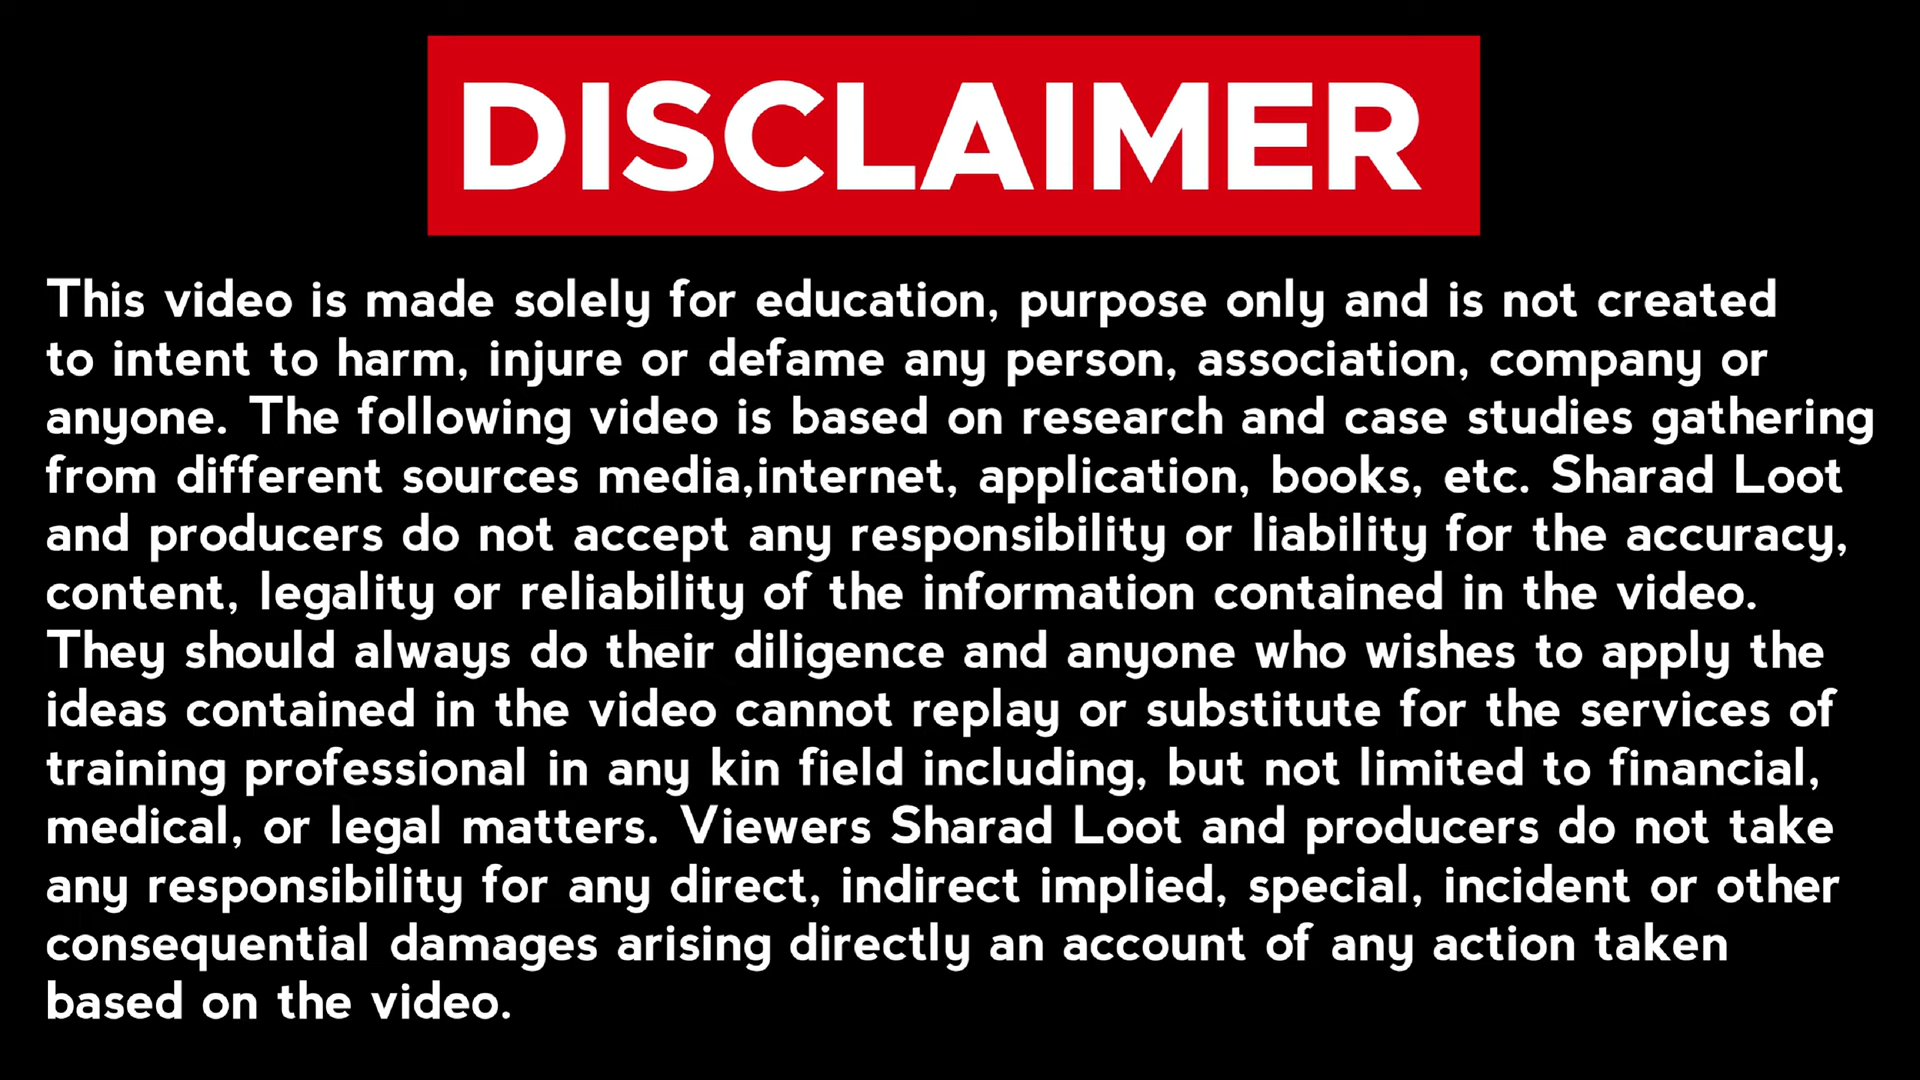 DISCLAIMER
This video is made solely for education, purpose only and is not created
to intent to harm, injure or defame any person, association, company or
anyone. The following video is based on research and case studies gathering
from different sources media,internet, application, books, etc. Sharad Loot
and producers do not accept any responsibility or liability for the accuracy,
content, legality or reliability of the information contained in the video.
They should always do their diligence and anyone who wishes to apply the
ideas contained in the video cannot replay or substitute for the services of
training professional in any kin field including, but not limited to financial,
medical, or legal matters. Viewers Sharad Loot and producers do not take
any responsibility for any direct, indirect implied, special, incident or other
consequential damages arising directly an account of any action taken
based on the video.